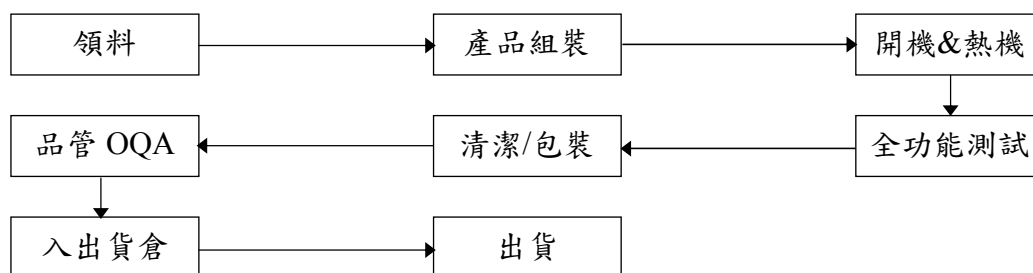 領料
產品組裝
開機&熱機
全功能測試
清潔/包裝
品管 OQA
入出貨倉
出貨